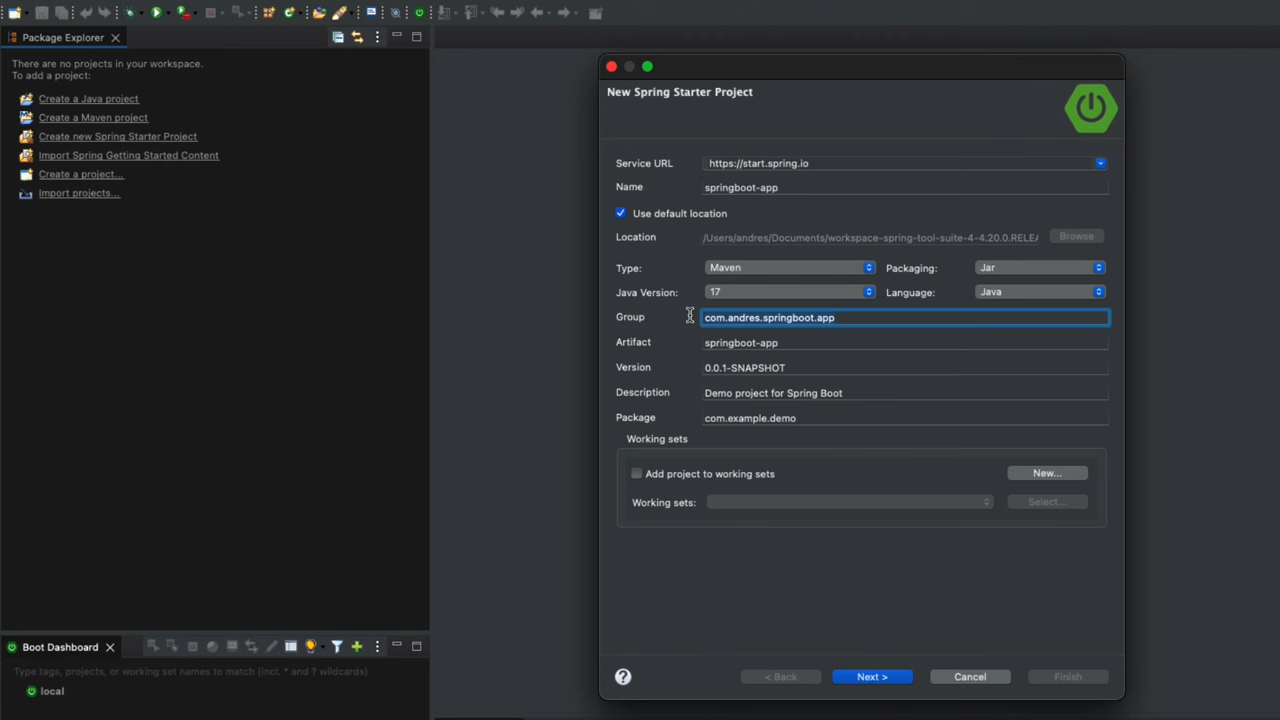 Package Explorer
There are no projects in your workspace.
To add a project:
Create a Java project
Create a Maven project
Create new Spring Starter Project
Import Spring Getting Started Content
Create a project...
Import projects...
New Spring Starter Project
Service URL https://start.spring.io
Name springboot-app
Use default location
Location /Users/andres/Documents/workspace-spring-tool-suite-4-4.20.0.RELEA Browse
Type: Maven Packaging: Jar
Java Version: 17 Language: Java
Group com.andres.springboot.app
Artifact springboot-app
Version 0.0.1-SNAPSHOT
Description Demo project for Spring Boot
Package com.example.demo
Working sets
Add project to working sets New...
Working sets: Select...
? < Back Next > Cancel Finish
Boot Dashboard
Type tags, projects, or working set names to match (incl. * and ? wildcards)
local